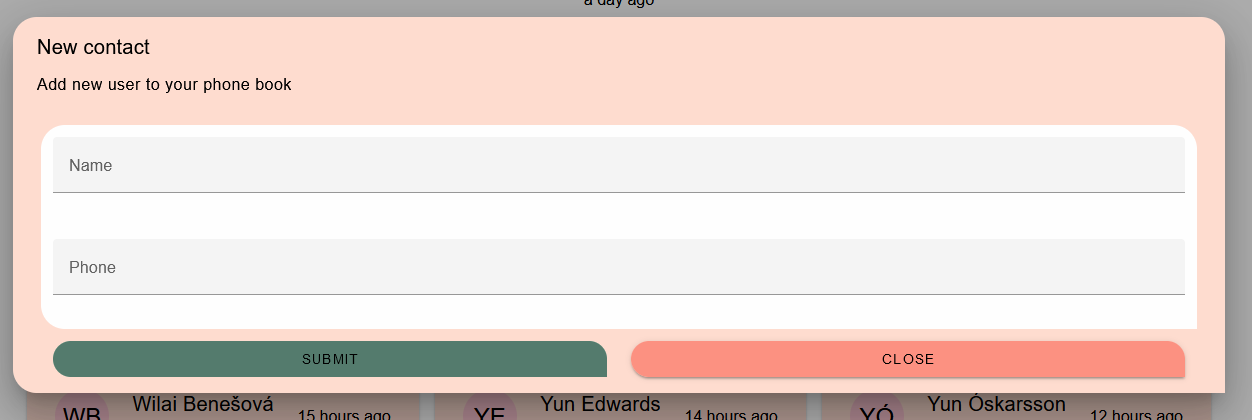 a day ago
New contact
Add new user to your phone book
Name
Phone
SUBMIT
CLOSE
WB Wilai Benešová 15 hours ago YE Yun Edwards 14 hours ago YÓ Yun Óskarsson 12 hours ago